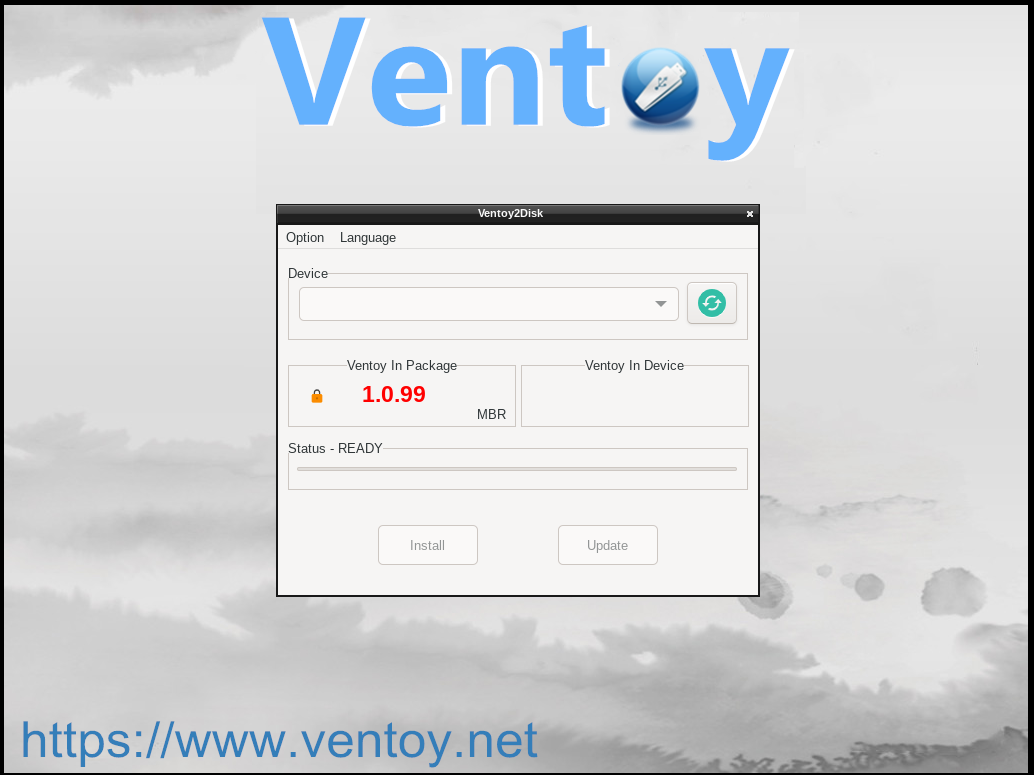 Ventoy
Ventoy2Disk
Option Language
Device
Ventoy In Package Ventoy In Device
1.0.99
MBR
Status - READY
Install Update
https://www.ventoy.net